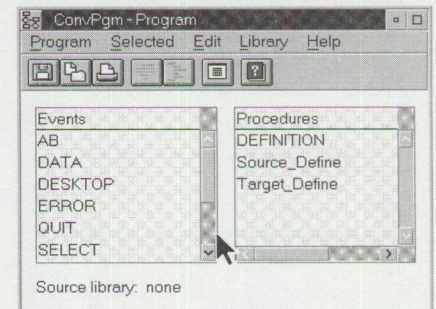 ConvPgm - Program
Program Selected Edit Library Help
?
Events
AB
DATA
DESKTOP
ERROR
QUIT
SELECT
Procedures
DEFINITION
Source_Define
Target_Define
Source library: none